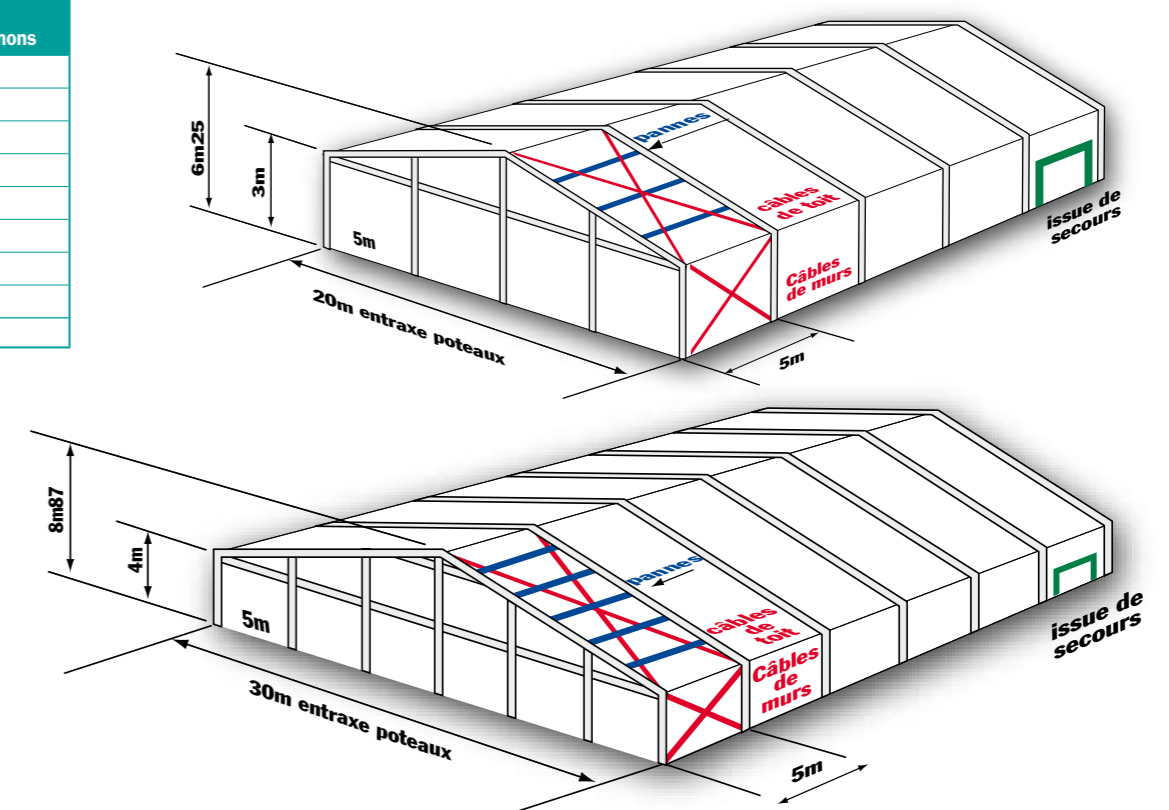 6m25
3m
5m
20m entraxe poteaux
5m
pannes
câbles
de toit
Câbles
de murs
issue de
secours
8m87
4m
5m
30m entraxe poteaux
5m
pannes
câbles
de
toit
Câbles
de
murs
issue de
secours